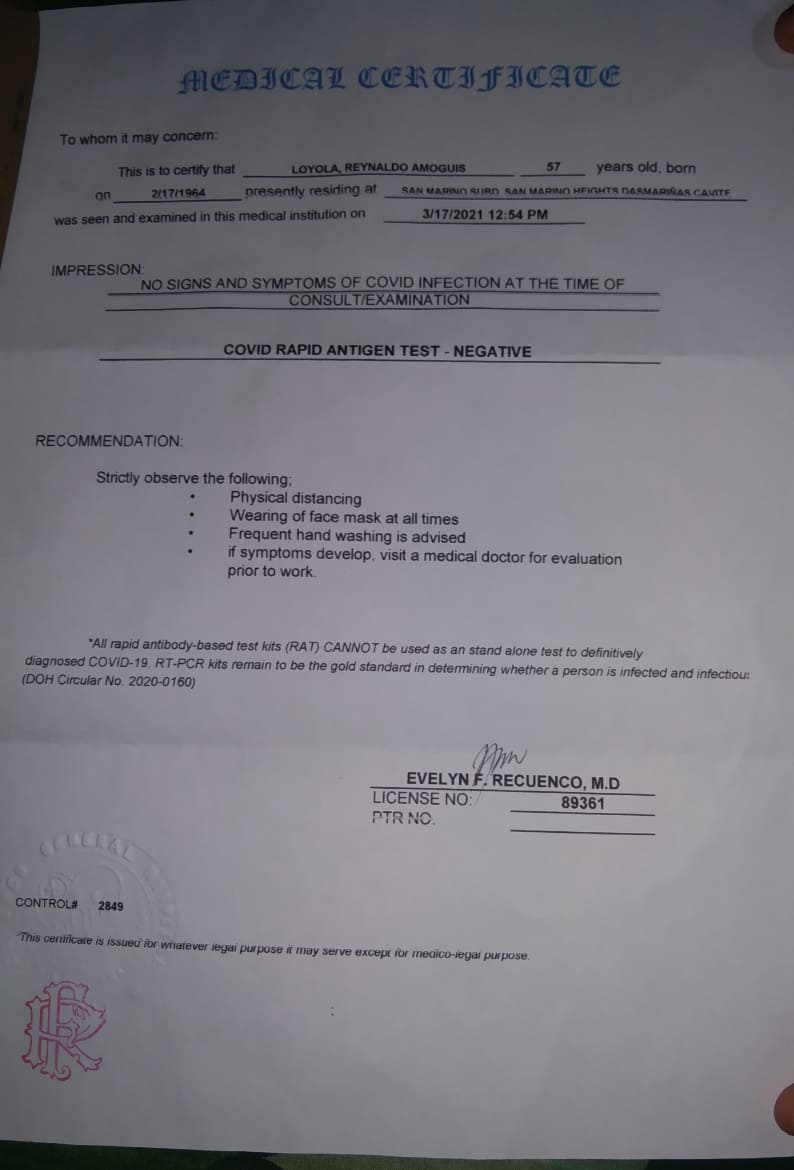 MEDICAL CERTIFICATE
To whom it may concern:
This is to certify that LOYOLA, REYNALDO AMOGUIS 57 years old, born
on 2/17/1964 presently residing at SAN MARINO SUBD. SAN MARINO HEIGHTS DASMARIÑAS CAVITE
was seen and examined in this medical institution on 3/17/2021 12:54 PM
IMPRESSION:
NO SIGNS AND SYMPTOMS OF COVID INFECTION AT THE TIME OF
CONSULT/EXAMINATION
COVID RAPID ANTIGEN TEST - NEGATIVE
RECOMMENDATION:
Strictly observe the following;
• Physical distancing
• Wearing of face mask at all times
• Frequent hand washing is advised
• if symptoms develop, visit a medical doctor for evaluation
prior to work.
*All rapid antibody-based test kits (RAT) CANNOT be used as an stand alone test to definitively
diagnosed COVID-19. RT-PCR kits remain to be the gold standard in determining whether a person is infected and infectiou:
(DOH Circular No. 2020-0160)
EVELYN F. RECUENCO, M.D
LICENSE NO: 89361
PTR NO.
GENERAL
CONTROL# 2849
*This certificate is issued for whatever legal purpose it may serve except for medico-legal purpose.